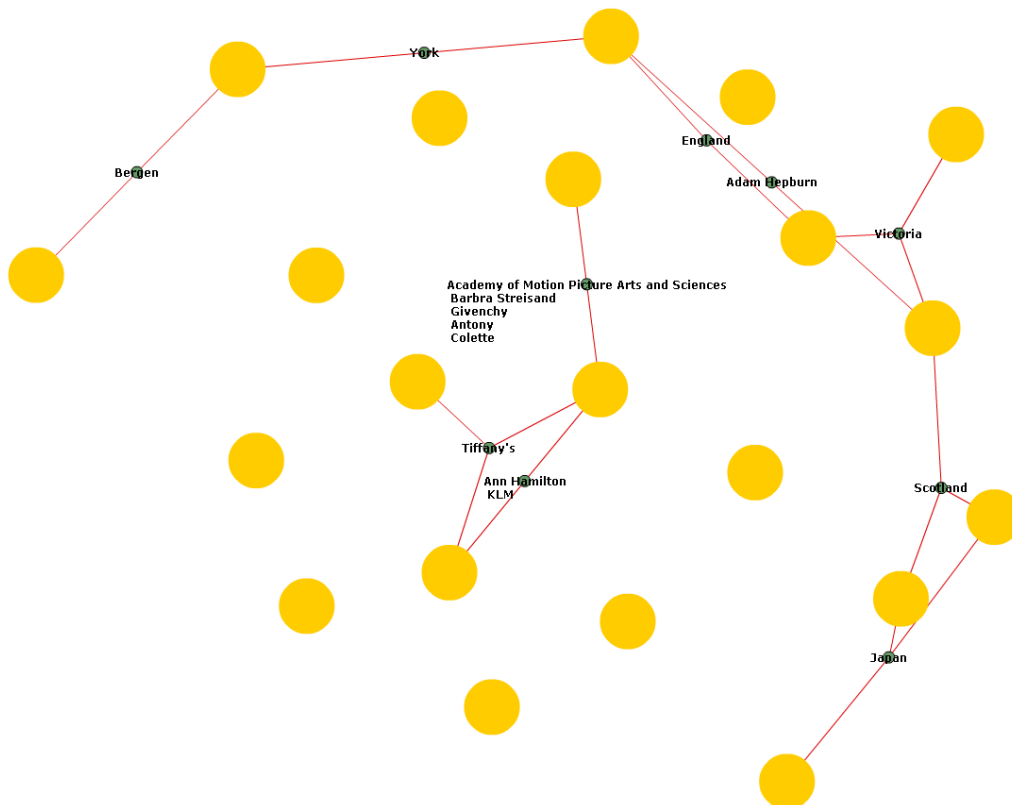 York
England
Bergen
Adam Hepburn
Victoria
Academy of Motion Picture Arts and Sciences
Barbra Streisand
Givenchy
Antony
Colette
Tiffany's
Ann Hamilton
KLM
Scotland
Japan